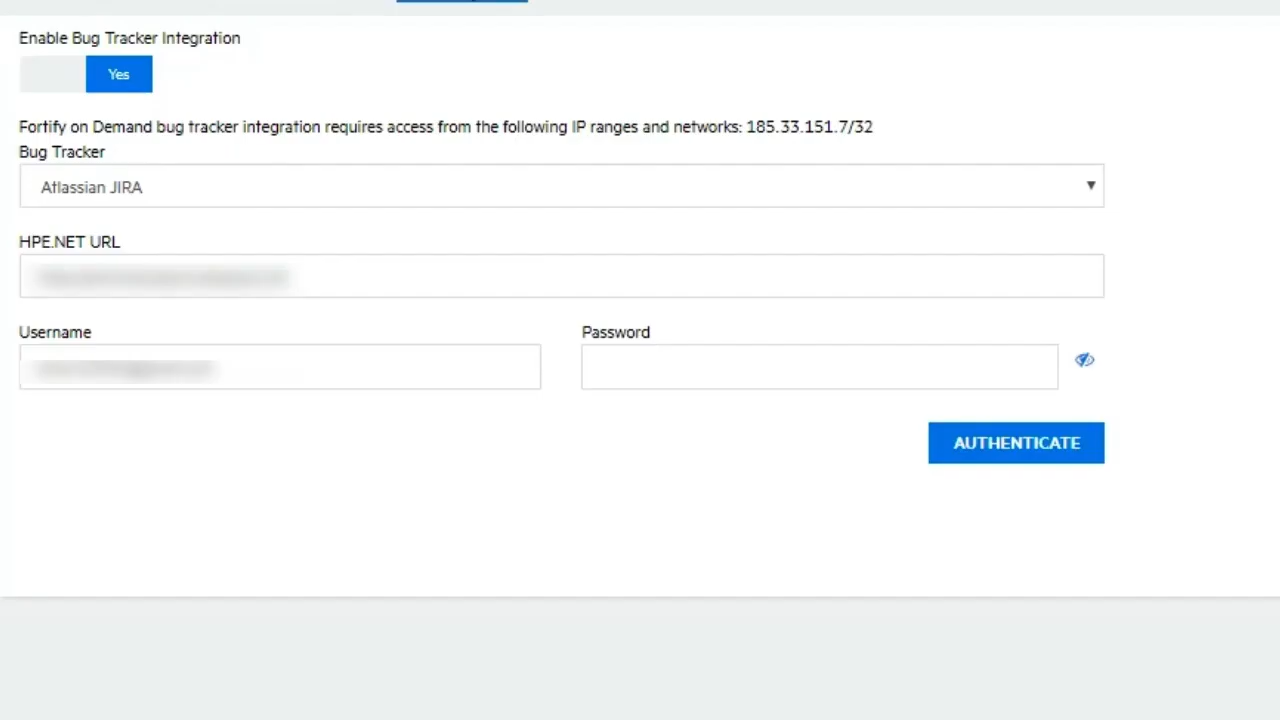 Enable Bug Tracker Integration
Yes
Fortify on Demand bug tracker integration requires access from the following IP ranges and networks: 185.33.151.7/32
Bug Tracker
Atlassian JIRA
HPE.NET URL
Username Password
AUTHENTICATE